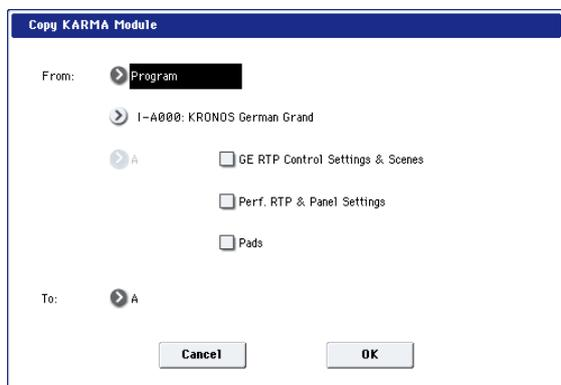 Copy KARMA Module
From: Program
I-A000: KRONOS German Grand
A GE RTP Control Settings & Scenes
Perf. RTP & Panel Settings
Pads
To: A
Cancel OK